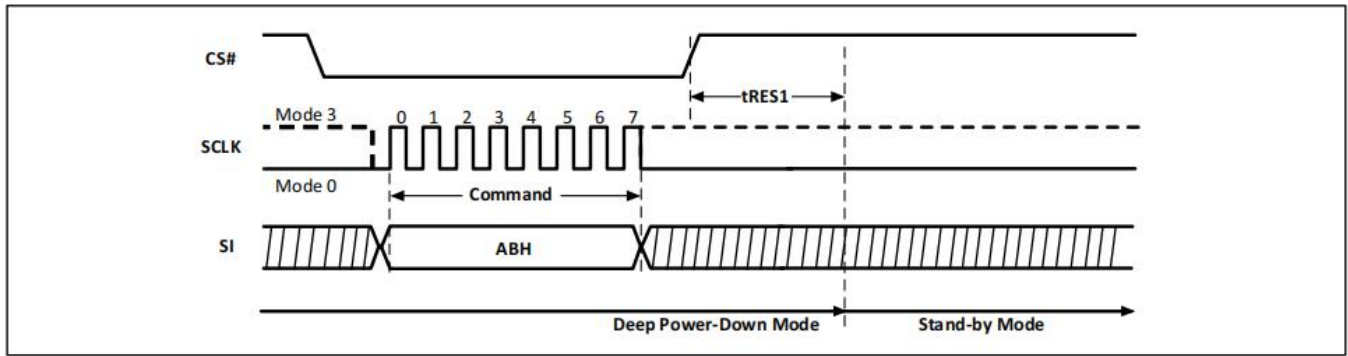 CS#
tRES1
Mode 3
0 1 2 3 4 5 6 7
SCLK
Mode 0
Command
SI
ABH
Deep Power-Down Mode
Stand-by Mode